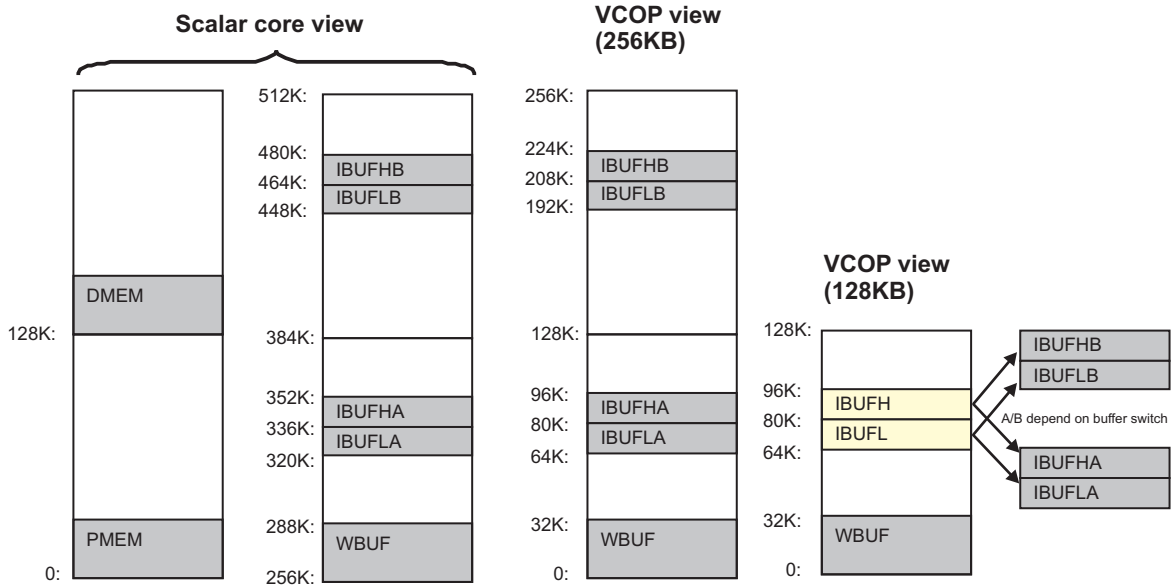 Scalar core view
VCOP view
(256KB)
DMEM
128K:
PMEM
0:
512K:
480K:
IBUFHB
464K:
IBUFLB
448K:
384K:
352K:
IBUFHA
336K:
IBUFLA
320K:
288K:
WBUF
256K:
256K:
224K:
IBUFHB
208K:
IBUFLB
192K:
128K:
96K:
IBUFHA
80K:
IBUFLA
64K:
32K:
WBUF
0:
VCOP view
(128KB)
128K:
96K:
IBUFH
80K:
IBUFL
64K:
32K:
WBUF
0:
IBUFHB
IBUFLB
A/B depend on buffer switch
IBUFHA
IBUFLA